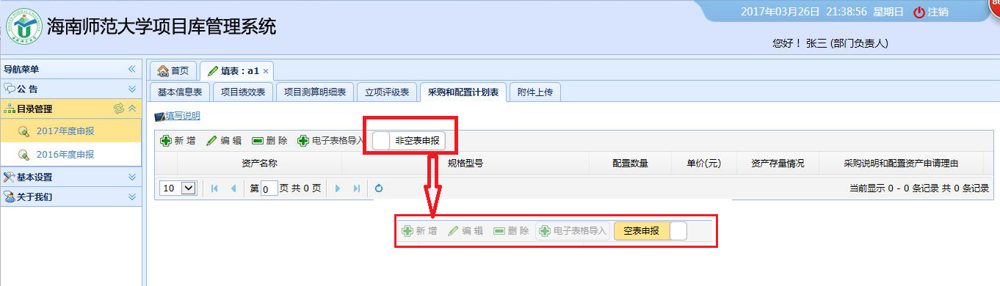 2017年03月26日 21:38:56 星期日 注销
海南师范大学项目库管理系统
您好！ 张三 (部门负责人)
导航菜单
首页 填表：a1
公 告
基本信息表 项目绩效表 项目测算明细表 立项评级表 采购和配置计划表 附件上传
目录管理
填写说明
2017年度申报
新 增 编 辑 删 除 电子表格导入 非空表申报
2016年度申报
资产名称 规格型号 配置数量 单价(元) 资产存量情况 采购说明和配置资产申请理由
基本设置
10 第 0 页 共 0 页 当前显示 0 - 0 条记录 共 0 条记录
关于我们
新 增 编 辑 删 除 电子表格导入 空表申报